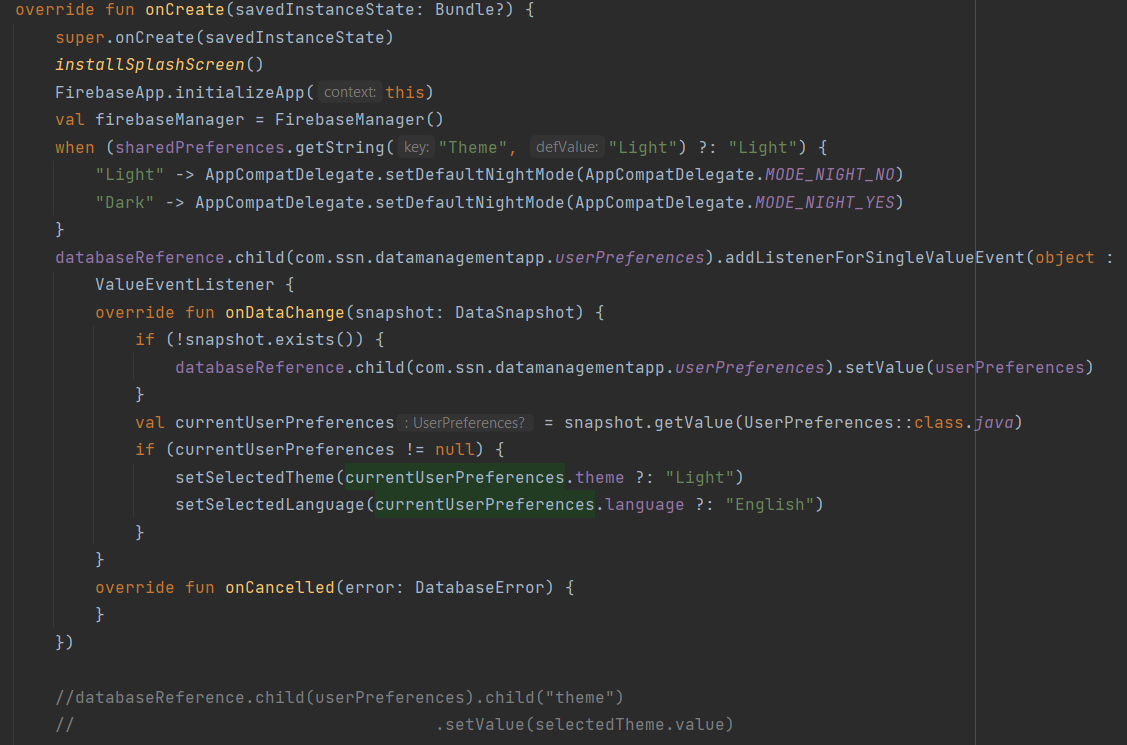 override fun onCreate(savedInstanceState: Bundle?) {
super.onCreate(savedInstanceState)
installSplashScreen()
FirebaseApp.initializeApp( context: this)
val firebaseManager = FirebaseManager()
when (sharedPreferences.getString( key: "Theme", defValue: "Light") ?: "Light") {
"Light" -> AppCompatDelegate.setDefaultNightMode(AppCompatDelegate.MODE_NIGHT_NO)
"Dark" -> AppCompatDelegate.setDefaultNightMode(AppCompatDelegate.MODE_NIGHT_YES)
}
databaseReference.child(com.ssn.datamanagementapp.userPreferences).addListenerForSingleValueEvent(object :
ValueEventListener {
override fun onDataChange(snapshot: DataSnapshot) {
if (!snapshot.exists()) {
databaseReference.child(com.ssn.datamanagementapp.userPreferences).setValue(userPreferences)
}
val currentUserPreferences : UserPreferences? = snapshot.getValue(UserPreferences::class.java)
if (currentUserPreferences != null) {
setSelectedTheme(currentUserPreferences.theme ?: "Light")
setSelectedLanguage(currentUserPreferences.language ?: "English")
}
}
override fun onCancelled(error: DatabaseError) {
}
})
//databaseReference.child(userPreferences).child("theme")
// .setValue(selectedTheme.value)